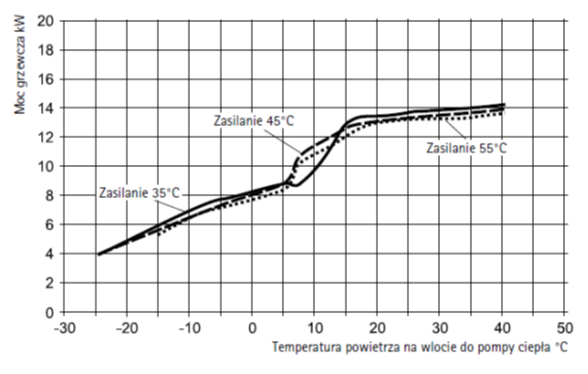 Moc grzewcza kW
20
18
16
14
12
10
8
6
4
2
0
Zasilanie 45°C
Zasilanie 55°C
Zasilanie 35°C
-30 -20 -10 0 10 20 30 40 50
Temperatura powietrza na wlocie do pompy ciepła °C